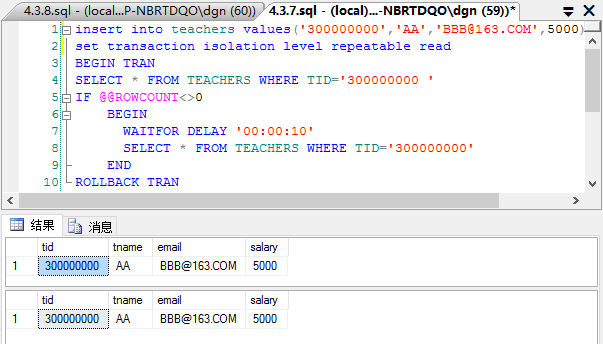 4.3.8.sql - (local...P-NBRTDQO\dgn (60)) 4.3.7.sql - (local)...-NBRTDQO\dgn (59))*
1 insert into teachers values('300000000','AA','BBB@163.COM',5000)
2 set transaction isolation level repeatable read
3 BEGIN TRAN
4 SELECT * FROM TEACHERS WHERE TID='300000000 '
5 IF @@ROWCOUNT<>0
6 BEGIN
7 WAITFOR DELAY '00:00:10'
8 SELECT * FROM TEACHERS WHERE TID='300000000'
9 END
10 ROLLBACK TRAN
结果 消息
tid tname email salary
1 300000000 AA BBB@163.COM 5000
tid tname email salary
1 300000000 AA BBB@163.COM 5000